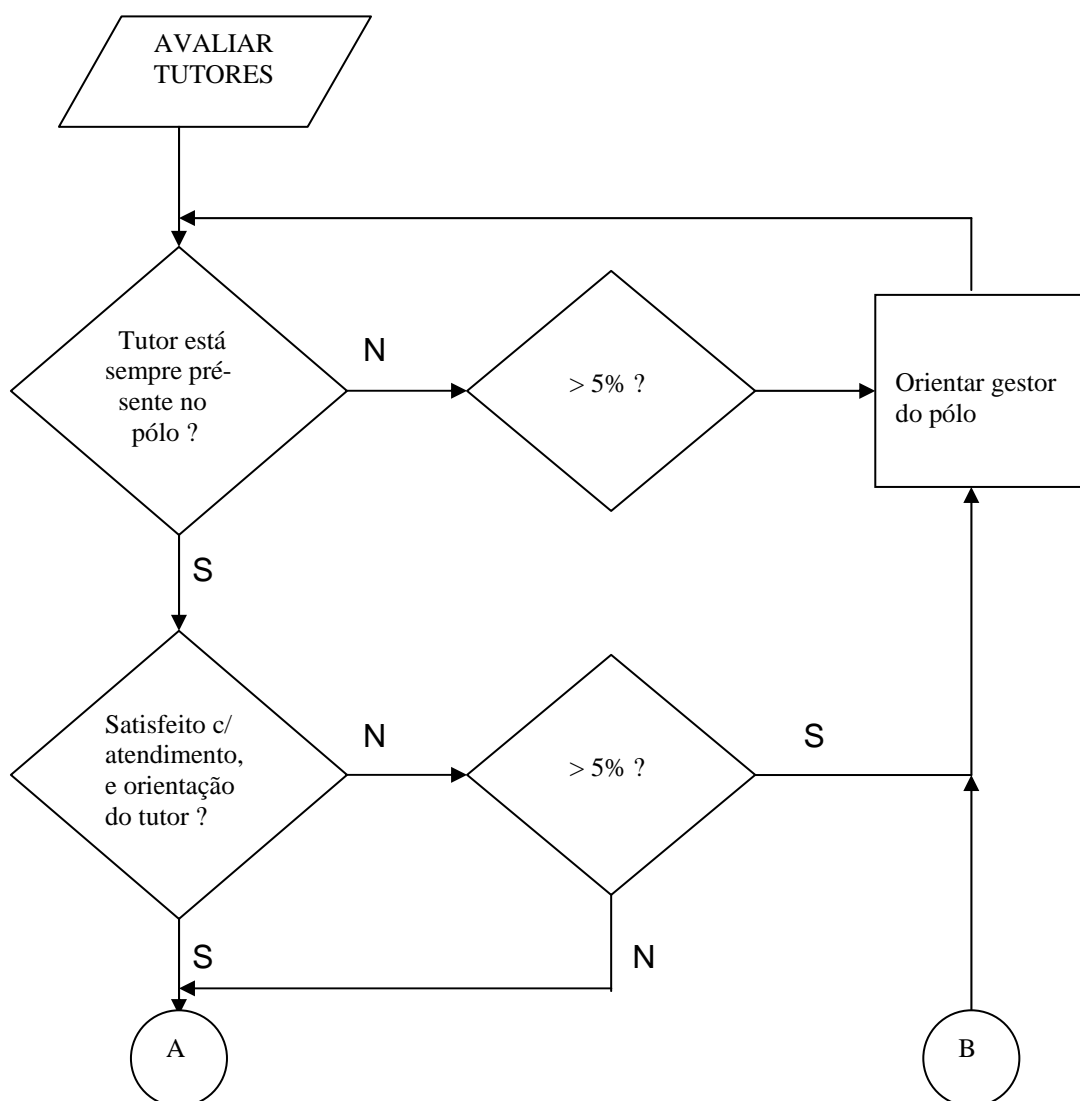 AVALIAR
TUTORES
Tutor está
sempre pré-
sente no
pólo ?
N
> 5% ?
Orientar gestor
do pólo
S
Satisfeito c/
atendimento,
e orientação
do tutor ?
N
> 5% ?
S
S
N
A
B